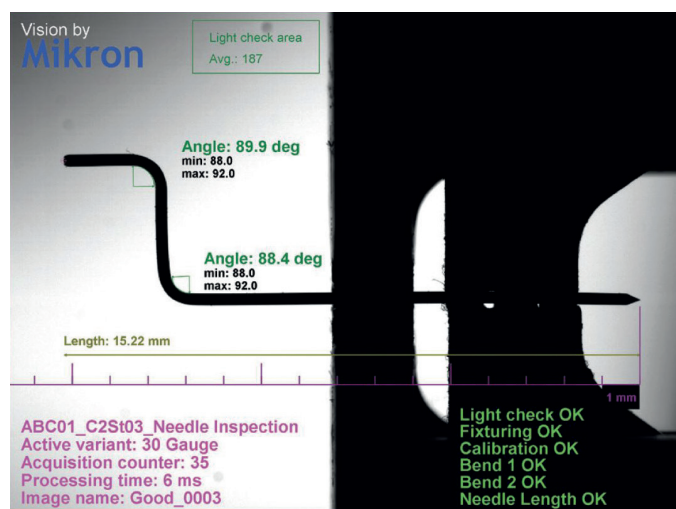 Vision by
Mikron
Light check area
Avg.: 187
Angle: 89.9 deg
min: 88.0
max: 92.0
Angle: 88.4 deg
min: 88.0
max: 92.0
Length: 15.22 mm
1 mm
ABC01_C2St03_Needle Inspection
Active variant: 30 Gauge
Acquisition counter: 35
Processing time: 6 ms
Image name: Good_0003
Light check OK
Fixturing OK
Calibration OK
Bend 1 OK
Bend 2 OK
Needle Length OK